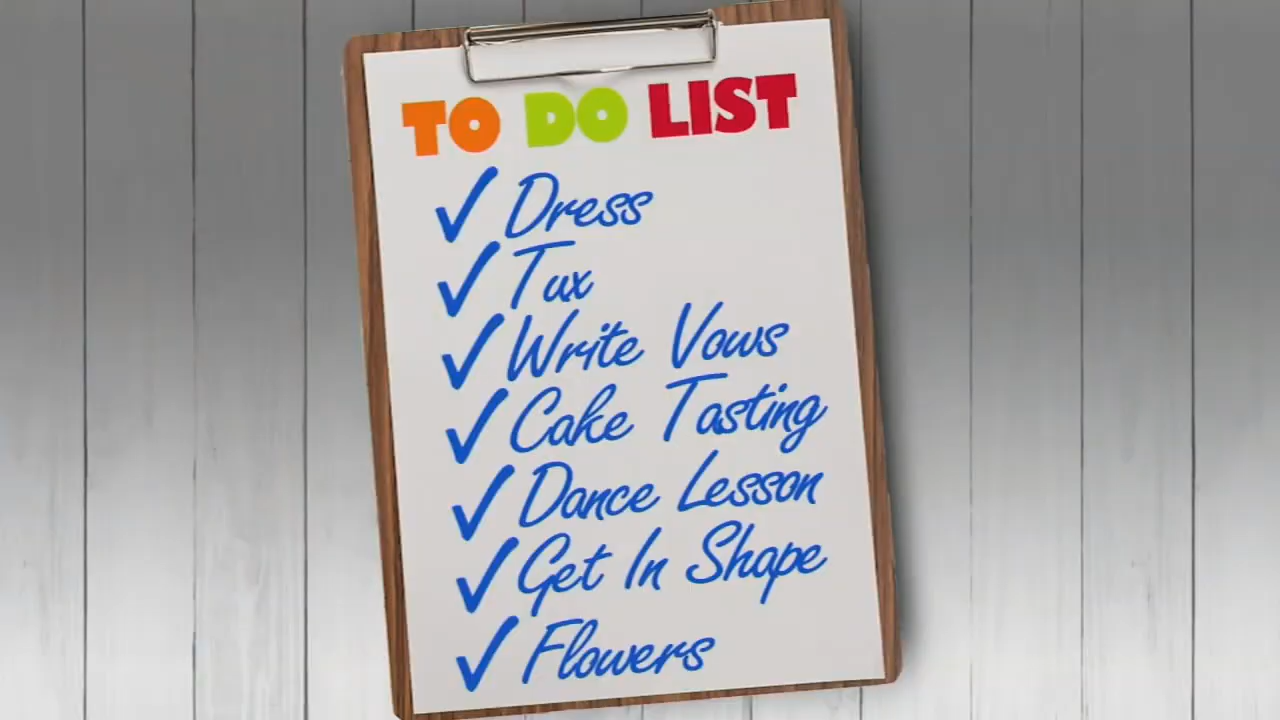 TO DO LIST
✓ Dress
✓ Tux
✓ Write Vows
✓ Cake Tasting
✓ Dance Lesson
✓ Get In Shape
✓ Flowers